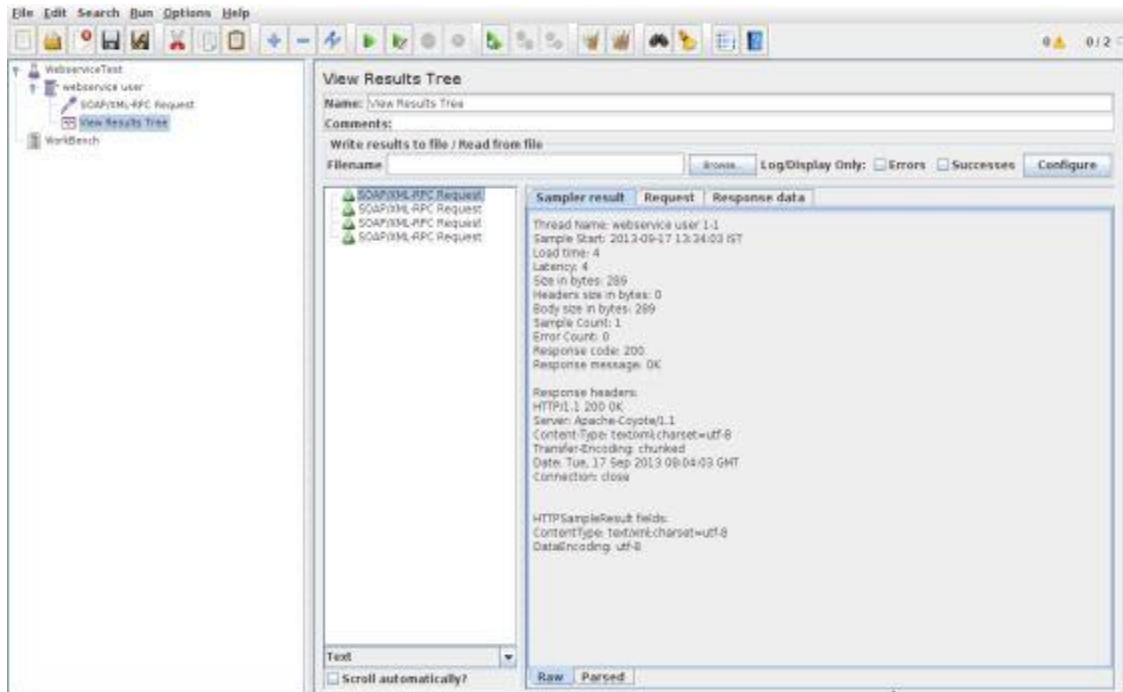 File Edit Search Run Options Help
0 0 / 2
WebserviceTest
webservice user
SOAP/XML-RPC Request
View Results Tree
WorkBench
View Results Tree
Name: View Results Tree
Comments:
Write results to file / Read from file
Filename Browse... Log/Display Only: Errors Successes Configure
SOAP/XML-RPC Request
SOAP/XML-RPC Request
SOAP/XML-RPC Request
SOAP/XML-RPC Request
Sampler result Request Response data
Thread Name: webservice user 1-1
Sample Start: 2013-09-17 13:34:03 IST
Load time: 4
Latency: 4
Size in bytes: 289
Headers size in bytes: 0
Body size in bytes: 289
Sample Count: 1
Error Count: 0
Response code: 200
Response message: OK
Response headers:
HTTP/1.1 200 OK
Server: Apache-Coyote/1.1
Content-Type: text/xml;charset=utf-8
Transfer-Encoding: chunked
Date: Tue, 17 Sep 2013 08:04:03 GMT
Connection: close
HTTPSampleResult fields:
ContentType: text/xml;charset=utf-8
DataEncoding: utf-8
Text
Scroll automatically?
Raw Parsed